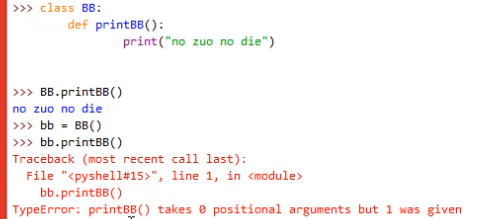 >>> class BB:
        def printBB():
                print("no zuo no die")
>>> BB.printBB()
no zuo no die
>>> bb = BB()
>>> bb.printBB()
Traceback (most recent call last):
  File "<pyshell#15>", line 1, in <module>
    bb.printBB()
TypeError: printBB() takes 0 positional arguments but 1 was given